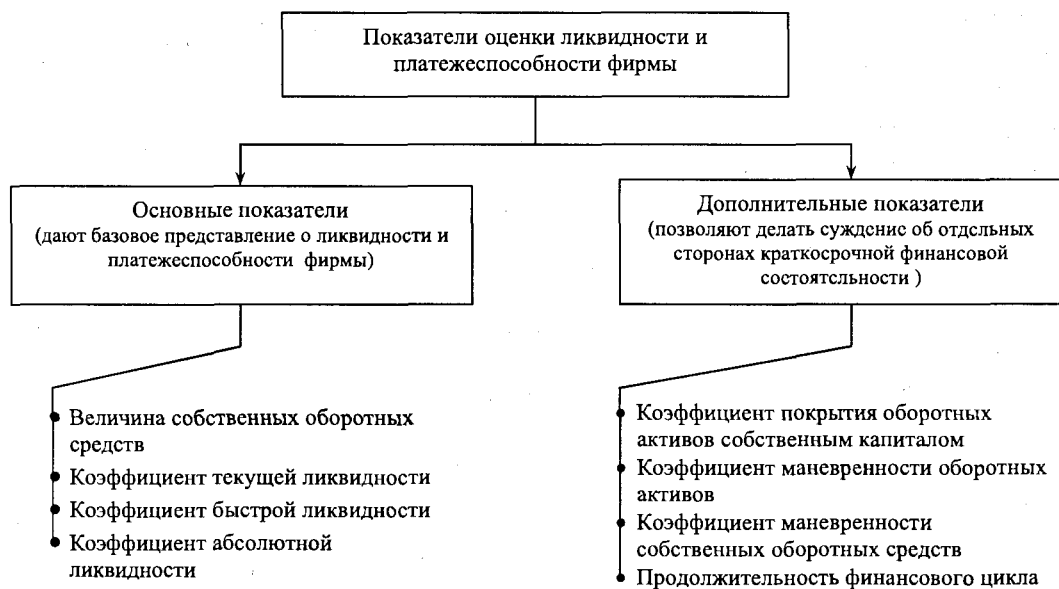 Показатели оценки ликвидности и
платежеспособности фирмы
Основные показатели
(дают базовое представление о ликвидности и
платежеспособности фирмы)
Дополнительные показатели
(позволяют делать суждение об отдельных
сторонах краткосрочной финансовой
состоятельности )
• Величина собственных оборотных
средств
• Коэффициент текущей ликвидности
• Коэффициент быстрой ликвидности
• Коэффициент абсолютной
ликвидности
• Коэффициент покрытия оборотных
активов собственным капиталом
• Коэффициент маневренности оборотных
активов
• Коэффициент маневренности
собственных оборотных средств
• Продолжительность финансового цикла